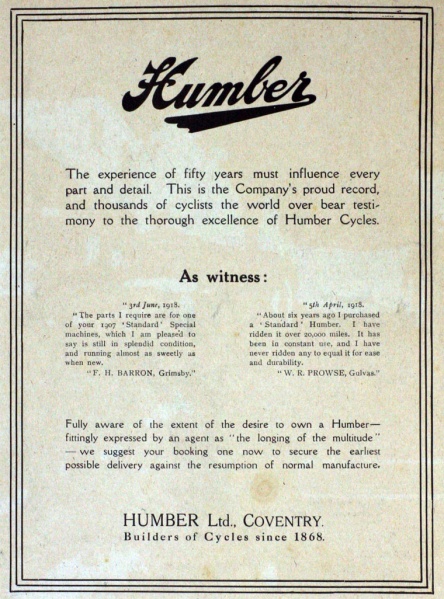 Humber
The experience of fifty years must influence every
part and detail. This is the Company's proud record,
and thousands of cyclists the world over bear testi-
mony to the thorough excellence of Humber Cycles.
As witness:
"3rd June, 1918.
"The parts I require are for one
of your 1907 'Standard' Special
machines, which I am pleased to
say is still in splendid condition,
and running almost as sweetly as
when new.
"F. H. BARRON, Grimsby."
"5th April, 1918.
"About six years ago I purchased
a 'Standard' Humber. I have
ridden it over 20,000 miles. It has
been in constant use, and I have
never ridden any to equal it for ease
and durability.
"W. R. PROWSE, Gulvas."
Fully aware of the extent of the desire to own a Humber—
fittingly expressed by an agent as "the longing of the multitude"
—we suggest your booking one now to secure the earliest
possible delivery against the resumption of normal manufacture.
HUMBER Ltd., COVENTRY.
Builders of Cycles since 1868.